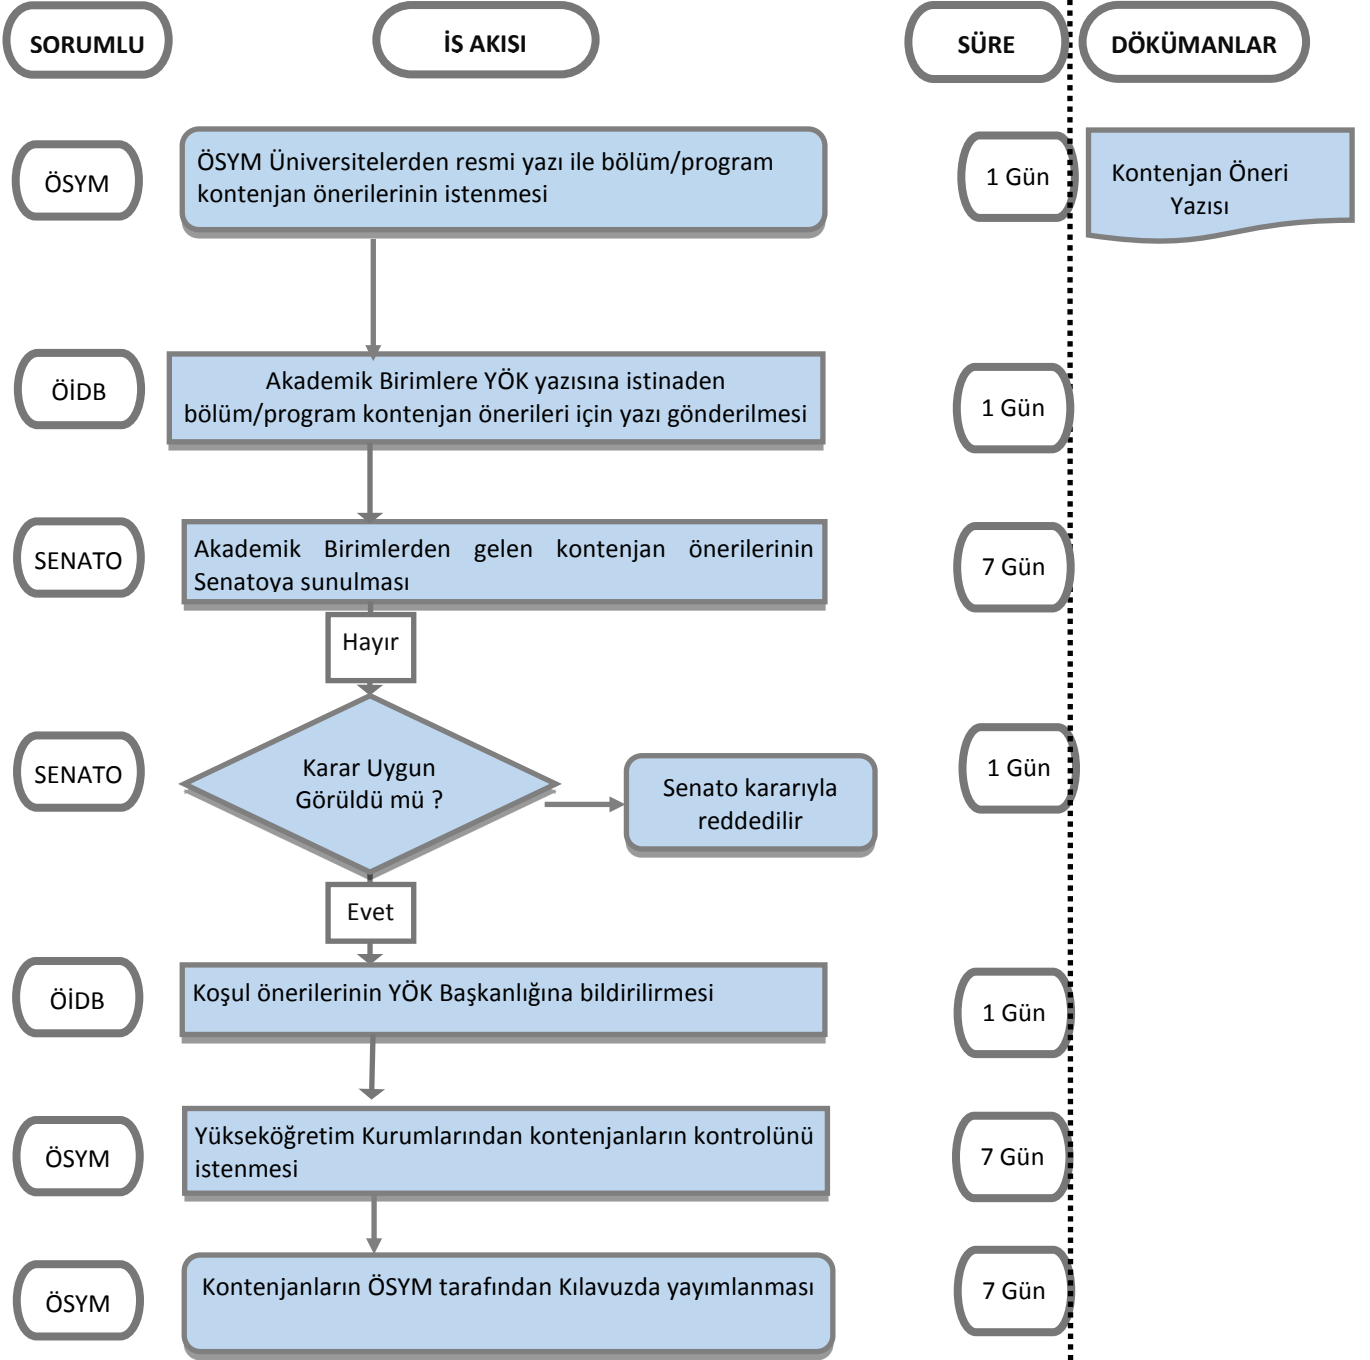 SORUMLU
İS AKISI
SÜRE
DÖKÜMANLAR
ÖSYM
ÖSYM Üniversitelerden resmi yazı ile bölüm/program
kontenjan önerilerinin istenmesi
1 Gün
Kontenjan Öneri
Yazısı
ÖİDB
Akademik Birimlere YÖK yazısına istinaden
bölüm/program kontenjan önerileri için yazı gönderilmesi
1 Gün
SENATO
Akademik Birimlerden gelen kontenjan önerilerinin
Senatoya sunulması
7 Gün
Hayır
SENATO
Karar Uygun
Görüldü mü ?
Senato kararıyla
reddedilir
1 Gün
Evet
ÖİDB
Koşul önerilerinin YÖK Başkanlığına bildirilirmesi
1 Gün
ÖSYM
Yükseköğretim Kurumlarından kontenjanların kontrolünü
istenmesi
7 Gün
ÖSYM
Kontenjanların ÖSYM tarafından Kılavuzda yayımlanması
7 Gün